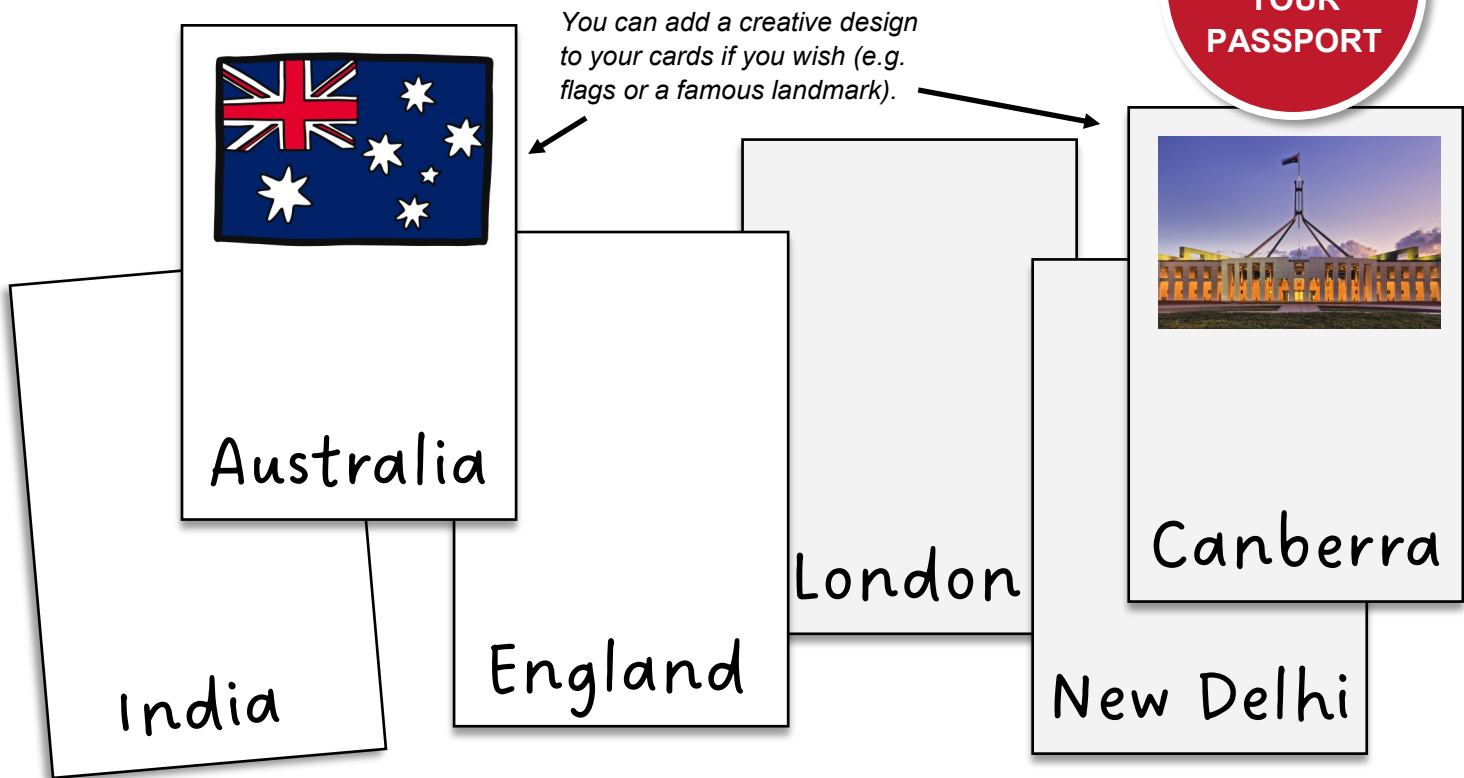 You can add a creative design
to your cards if you wish (e.g.
flags or a famous landmark).
YOUR
PASSPORT
Australia
India
England
London
New Delhi
Canberra